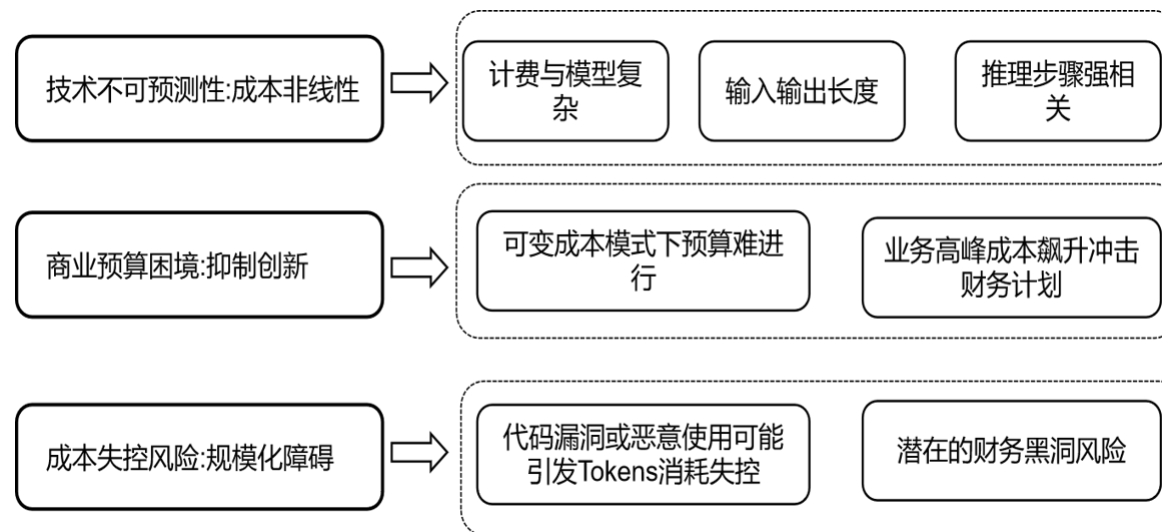 技术不可预测性:成本非线性
计费与模型复
杂
输入输出长度
推理步骤强相
关
商业预算困境:抑制创新
可变成本模式下预算难进
行
业务高峰成本飙升冲击
财务计划
成本失控风险:规模化障碍
代码漏洞或恶意使用可能
引发Tokens消耗失控
潜在的财务黑洞风险